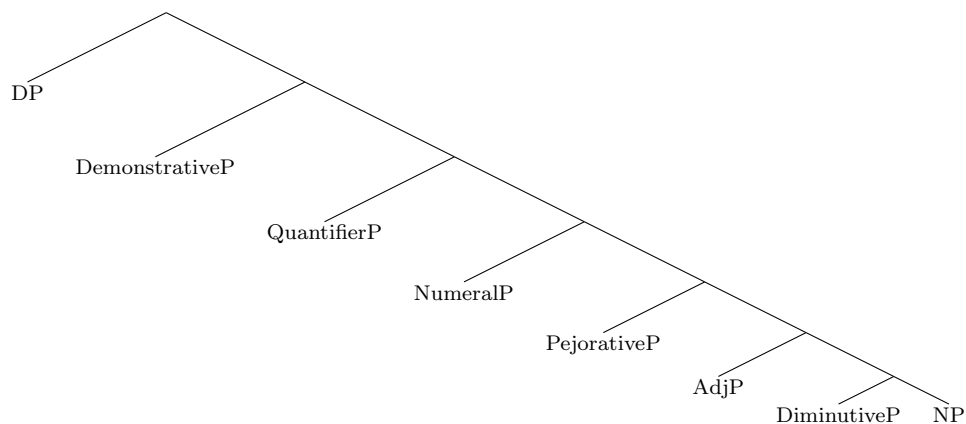 DP
DemonstrativeP
QuantifierP
NumeralP
PejorativeP
AdjP
DiminutiveP NP